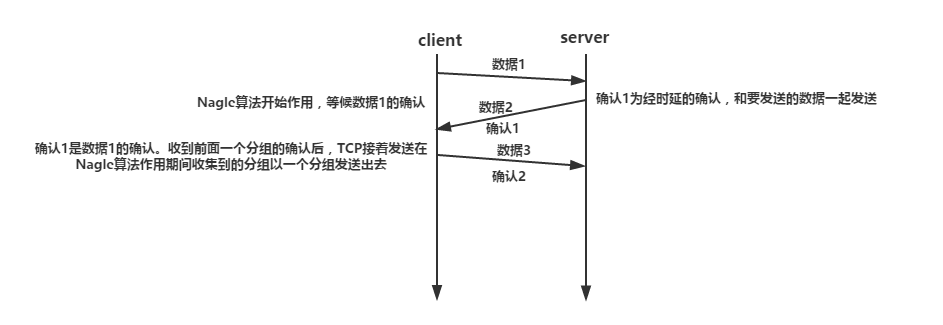 client
server
数据1
Nagle算法开始作用，等候数据1的确认
数据2
确认1为经时延的确认，和要发送的数据一起发送
确认1
确认1是数据1的确认。收到前面一个分组的确认后，TCP接着发送在
Nagle算法作用期间收集到的分组以一个分组发送出去
数据3
确认2